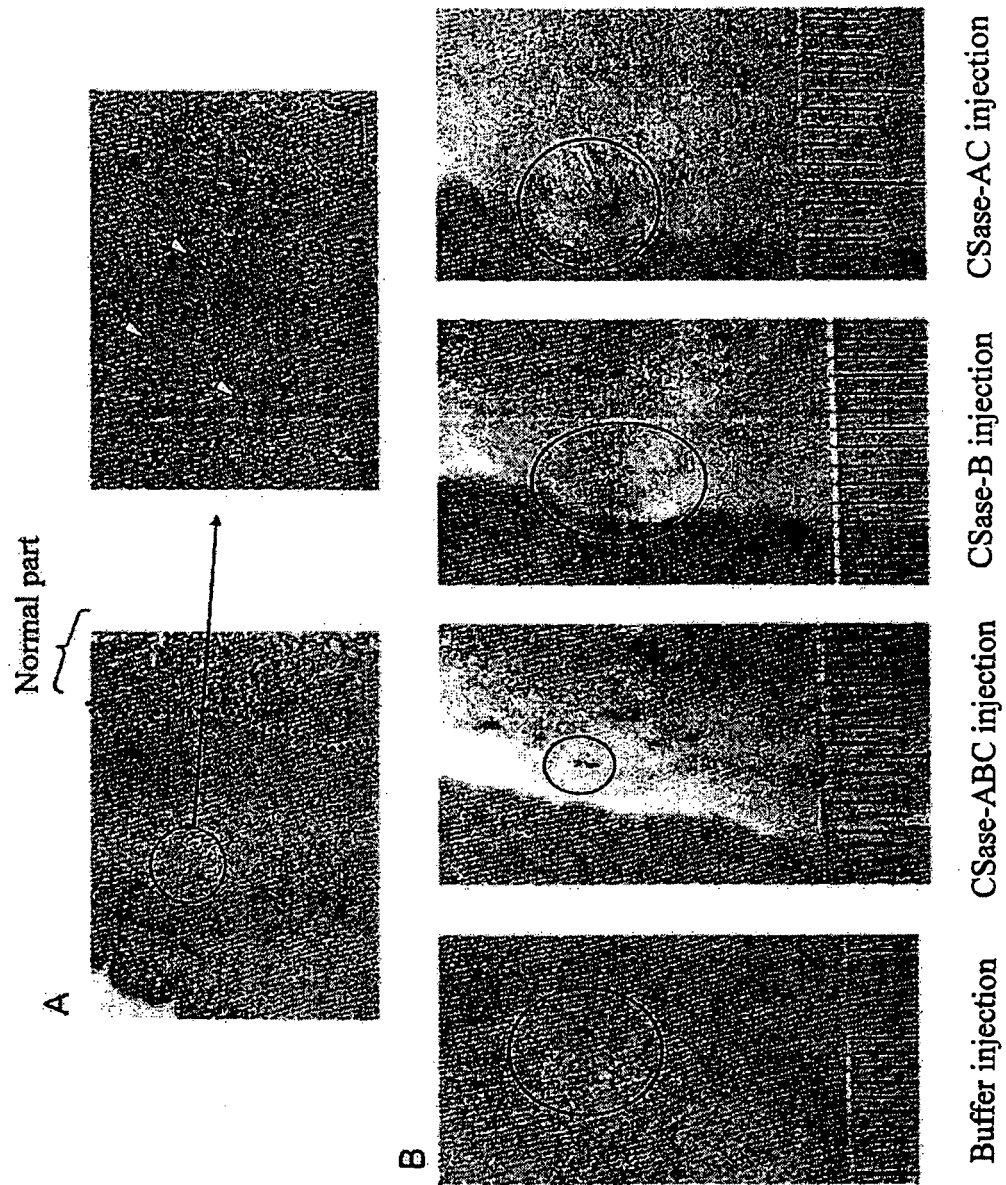 A
Normal part
B
Buffer injection
CSase-ABC injection
CSase-B injection
CSase-AC injection